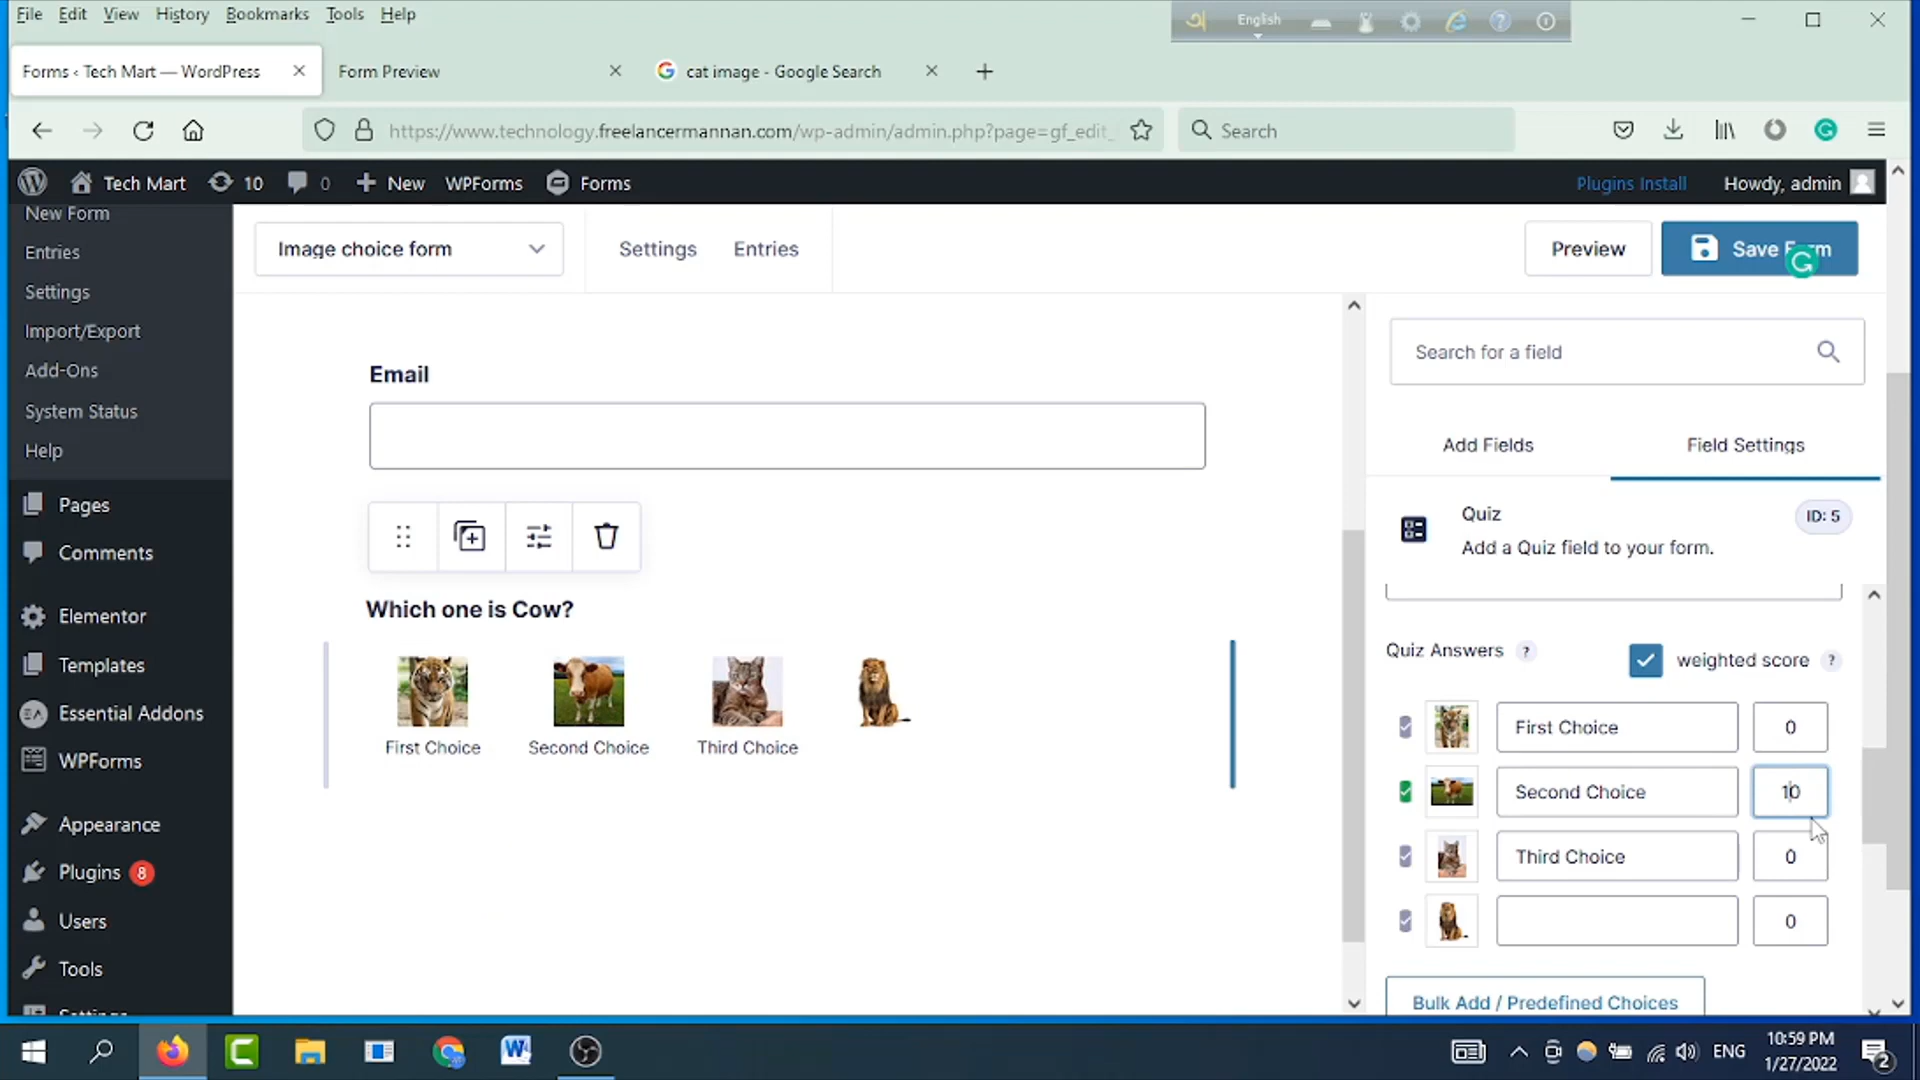 File Edit View History Bookmarks Tools Help
English
Forms ‹ Tech Mart — WordPress
Form Preview
cat image - Google Search
https://www.technology.freelancermannan.com/wp-admin/admin.php?page=gf_edit_
Search
Tech Mart 10 0 New WPForms Forms
Plugins Install Howdy, admin
New Form
Entries
Settings
Import/Export
Add-Ons
System Status
Help
Pages
Comments
Elementor
Templates
EA Essential Addons
WPForms
Appearance
Plugins 8
Users
Tools
Settings
Image choice form
Settings Entries
Preview
Save Form
Email
Which one is Cow?
First Choice Second Choice Third Choice
Search for a field
Add Fields Field Settings
Quiz
ID: 5
Add a Quiz field to your form.
Quiz Answers ?
weighted score ?
First Choice 0
Second Choice 10
Third Choice 0
0
Bulk Add / Predefined Choices
ENG
10:59 PM
1/27/2022
2